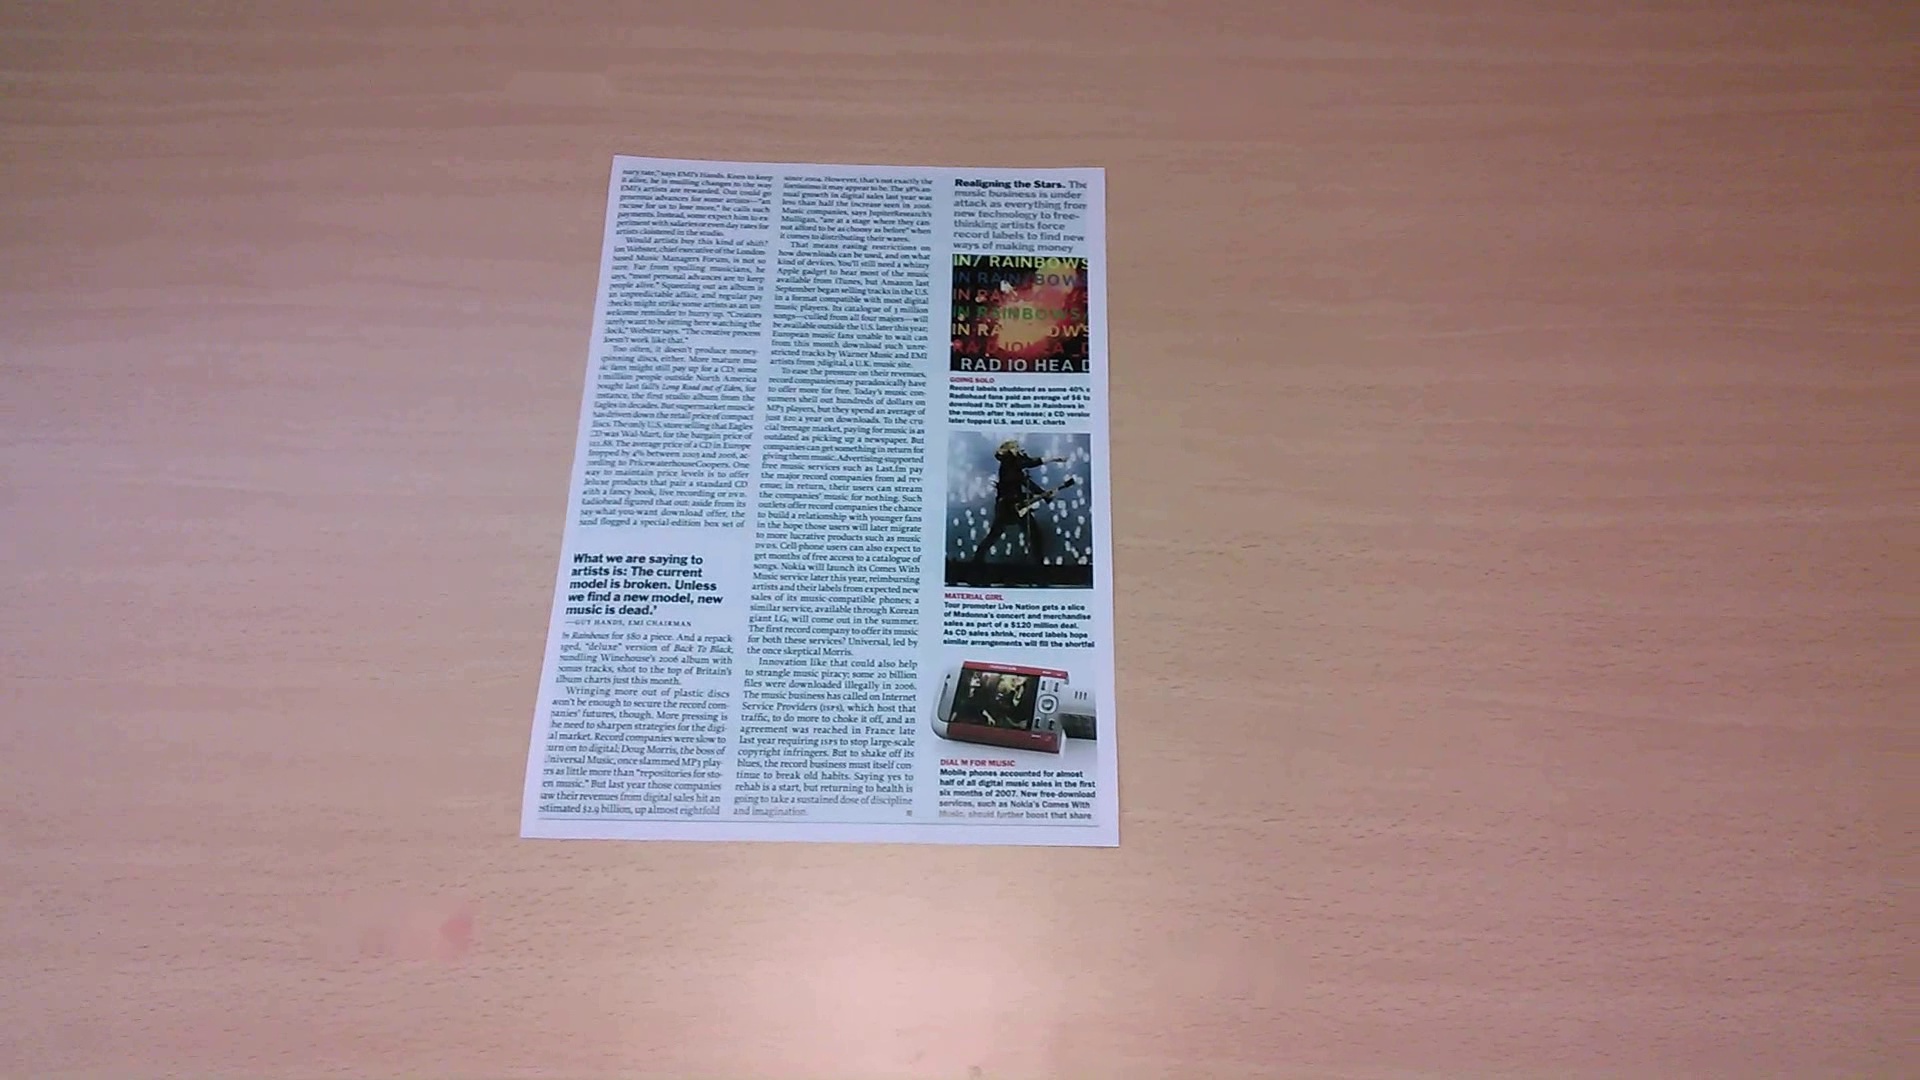 nary rate," says EMI's Hands. Keen to keep
it alive, he is mulling changes to the way
EMI's artists are rewarded. Out could go
generous advances for some artists—"an
excuse for us to lose more," he calls such
payments. Instead, some expect him to ex-
periment with salaries or even day rates for
artists cloistered in the studio.
Would artists buy this kind of shift?
Jon Webster, chief executive of the London-
based Music Managers Forum, is not so
sure. Far from spoiling musicians, he
says, "most personal advances are to keep
people alive." Squeezing out an album is
an unpredictable affair, and regular pay
checks might strike some artists as an un-
welcome reminder to hurry up. "Creators
rarely want to be sitting here watching the
clock," Webster says. "The creative process
doesn't work like that."
Too often, it doesn't produce money-
spinning discs, either. More mature mu-
sic fans might still pay up for a CD; some
million people outside North America
bought last fall's Long Road out of Eden, for
instance, the first studio album from the
Eagles in decades. But supermarket muscle
has driven down the retail price of compact
discs. The only U.S. store selling that Eagles
CD was Wal-Mart, for the bargain price of
$11.88. The average price of a CD in Europe
dropped by 4% between 2003 and 2006, ac-
cording to PricewaterhouseCoopers. One
way to maintain price levels is to offer
deluxe products that pair a standard CD
with a fancy book, live recording or DVD.
Radiohead figured that out: aside from its
pay-what-you-want download offer, the
band flogged a special-edition box set of
What we are saying to
artists is: The current
model is broken. Unless
we find a new model, new
music is dead.'
—GUY HANDS, EMI CHAIRMAN
In Rainbows for $80 a piece. And a repack
aged, "deluxe" version of Back To Black,
bundling Winehouse's 2006 album with
bonus tracks, shot to the top of Britain's
album charts just this month.
Wringing more out of plastic discs
won't be enough to secure the record com-
panies' futures, though. More pressing is
he need to sharpen strategies for the digi-
al market. Record companies were slow to
turn on to digital; Doug Morris, the boss of
Universal Music, once slammed MP3 play-
ers as little more than "repositories for sto-
en music." But last year those companies
saw their revenues from digital sales hit an
estimated $2.9 billion, up almost eightfold
since 2004. However, that's not exactly the
it may appear to be. The 38% an-
nual growth in digital sales last year was
less than half the increase seen in 2006.
Music companies, says JupiterResearch's
Mulligan, "are at a stage where they can-
not afford to be as choosy as before" when
it comes to distributing their wares.
That means easing restrictions on
how downloads can be used, and on what
kind of devices. You'll still need a whizzy
Apple gadget to hear most of the music
available from iTunes, but Amazon last
September began selling tracks in the U.S.
in a format compatible with most digital
music players. Its catalogue of 3 million
songs—culled from all four majors—will
be available outside the U.S. later this year;
European music fans unable to wait can
from this month download such unre-
stricted tracks by Warner Music and EMI
artists from 7digital, a U.K. music site.
To ease the pressure on their revenues,
record companies may paradoxically have
to offer more for free. Today's music con-
sumers shell out hundreds of dollars on
MP3 players, but they spend an average of
just $20 a year on downloads. To the cru-
cial teenage market, paying for music is as
outdated as picking up a newspaper. But
companies can get something in return for
giving them music. Advertising-supported
free music services such as Last.fm pay
the major record companies from ad rev-
enue; in return, their users can stream
the companies' music for nothing. Such
outlets offer record companies the chance
to build a relationship with younger fans
in the hope those users will later migrate
to more lucrative products such as music
DVDs. Cell-phone users can also expect to
get months of free access to a catalogue of
songs. Nokia will launch its Comes With
Music service later this year, reimbursing
artists and their labels from expected new
sales of its music-compatible phones; a
similar service, available through Korean
giant LG, will come out in the summer.
The first record company to offer its music
for both these services? Universal, led by
the once skeptical Morris.
Innovation like that could also help
to strangle music piracy; some 20 billion
files were downloaded illegally in 2006.
The music business has called on Internet
Service Providers (ISPs), which host that
traffic, to do more to choke it off, and an
agreement was reached in France late
last year requiring ISPs to stop large-scale
copyright infringers. But to shake off its
blues, the record business must itself con-
tinue to break old habits. Saying yes to
rehab is a start, but returning to health is
going to take a sustained dose of discipline
and imagination.
Realigning the Stars. The
music business is under
attack as everything from
new technology to free-
thinking artists force
record labels to find new
ways of making money
IN/ RAINBOWS
IN RAIN/BOWS
IN RAINBOWS
IN RAINBOWS/
IN RAINBOWS
RADIOHEA_D
RAD IO HEA D
GOING SOLO
Record labels shuddered as some 40% o
Radiohead fans paid an average of $6 to
download its DIY album In Rainbows in
the month after its release; a CD version
later topped U.S. and U.K. charts
MATERIAL GIRL
Tour promoter Live Nation gets a slice
of Madonna's concert and merchandise
sales as part of a $120 million deal.
As CD sales shrink, record labels hope
similar arrangements will fill the shortfal
DIAL M FOR MUSIC
Mobile phones accounted for almost
half of all digital music sales in the first
six months of 2007. New free-download
services, such as Nokia's Comes With
Music, should further boost that share